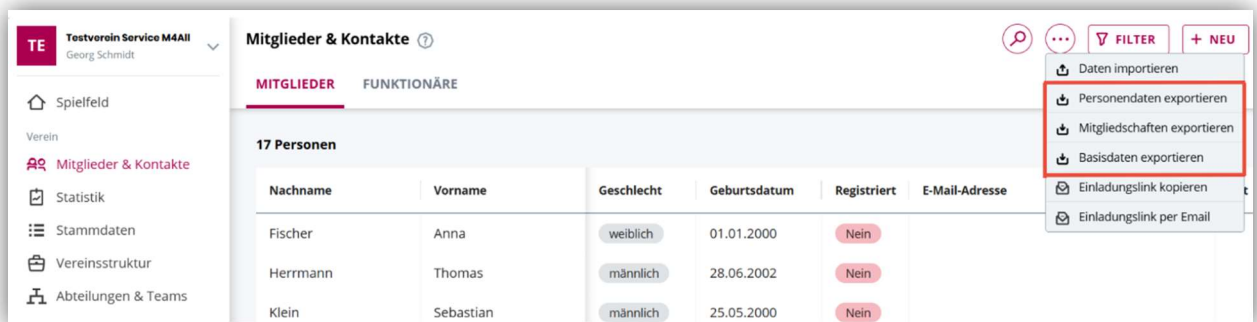 TE
Testverein Service M4All
Georg Schmidt
Spielfeld
Verein
Mitglieder & Kontakte
Statistik
Stammdaten
Vereinsstruktur
Abteilungen & Teams
Mitglieder & Kontakte ?
FILTER
+ NEU
MITGLIEDER FUNKTIONÄRE
Daten importieren
Personendaten exportieren
Mitgliedschaften exportieren
Basisdaten exportieren
Einladungslink kopieren
Einladungslink per Email
17 Personen
Nachname Vorname Geschlecht Geburtsdatum Registriert E-Mail-Adresse
Fischer Anna weiblich 01.01.2000 Nein
Herrmann Thomas männlich 28.06.2002 Nein
Klein Sebastian männlich 25.05.2000 Nein